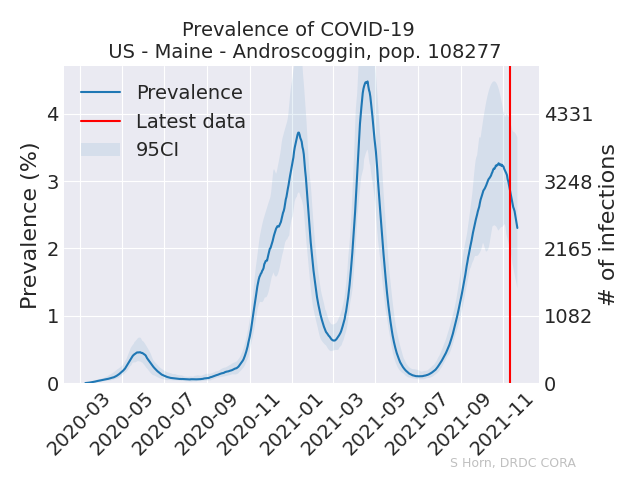 Prevalence of COVID-19
US - Maine - Androscoggin, pop. 108277
Prevalence
Latest data
95CI
Prevalence (%)
4
3
2
1
0
# of infections
4331
3248
2165
1082
0
2020-03
2020-05
2020-07
2020-09
2020-11
2021-01
2021-03
2021-05
2021-07
2021-09
2021-11
S Horn, DRDC CORA